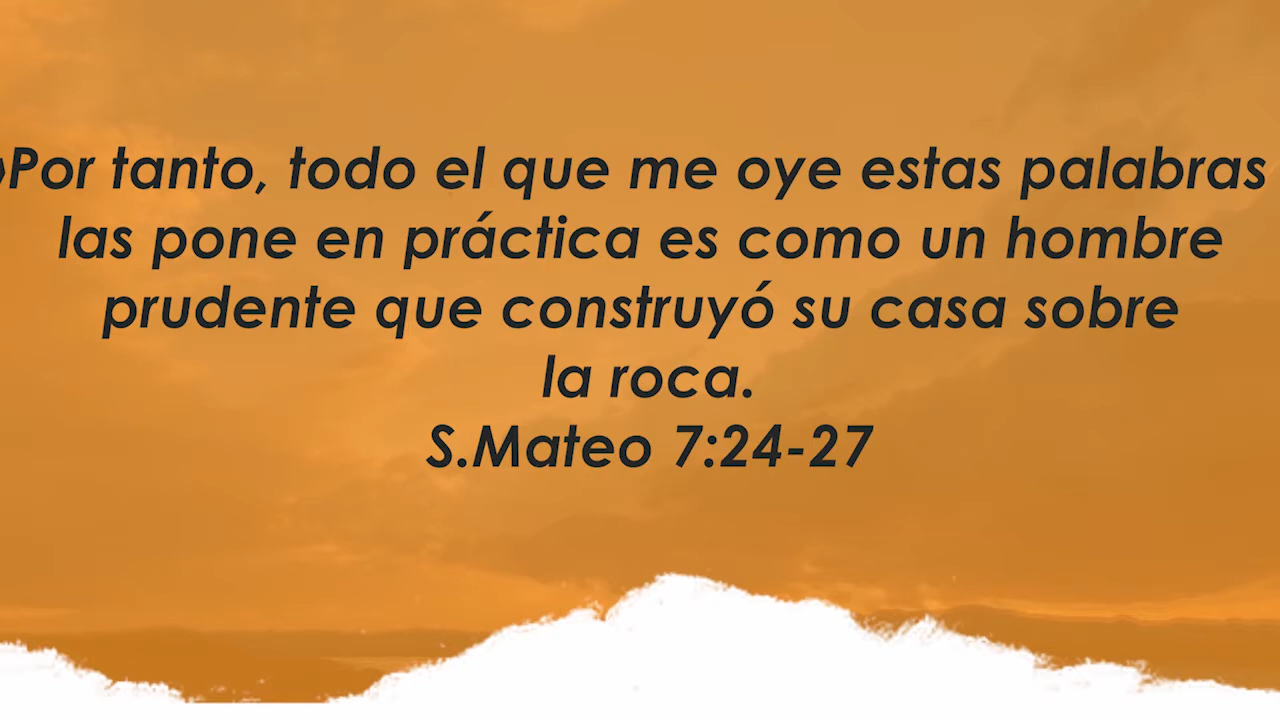 Por tanto, todo el que me oye estas palabras
las pone en práctica es como un hombre
prudente que construyó su casa sobre
la roca.
S.Mateo 7:24-27